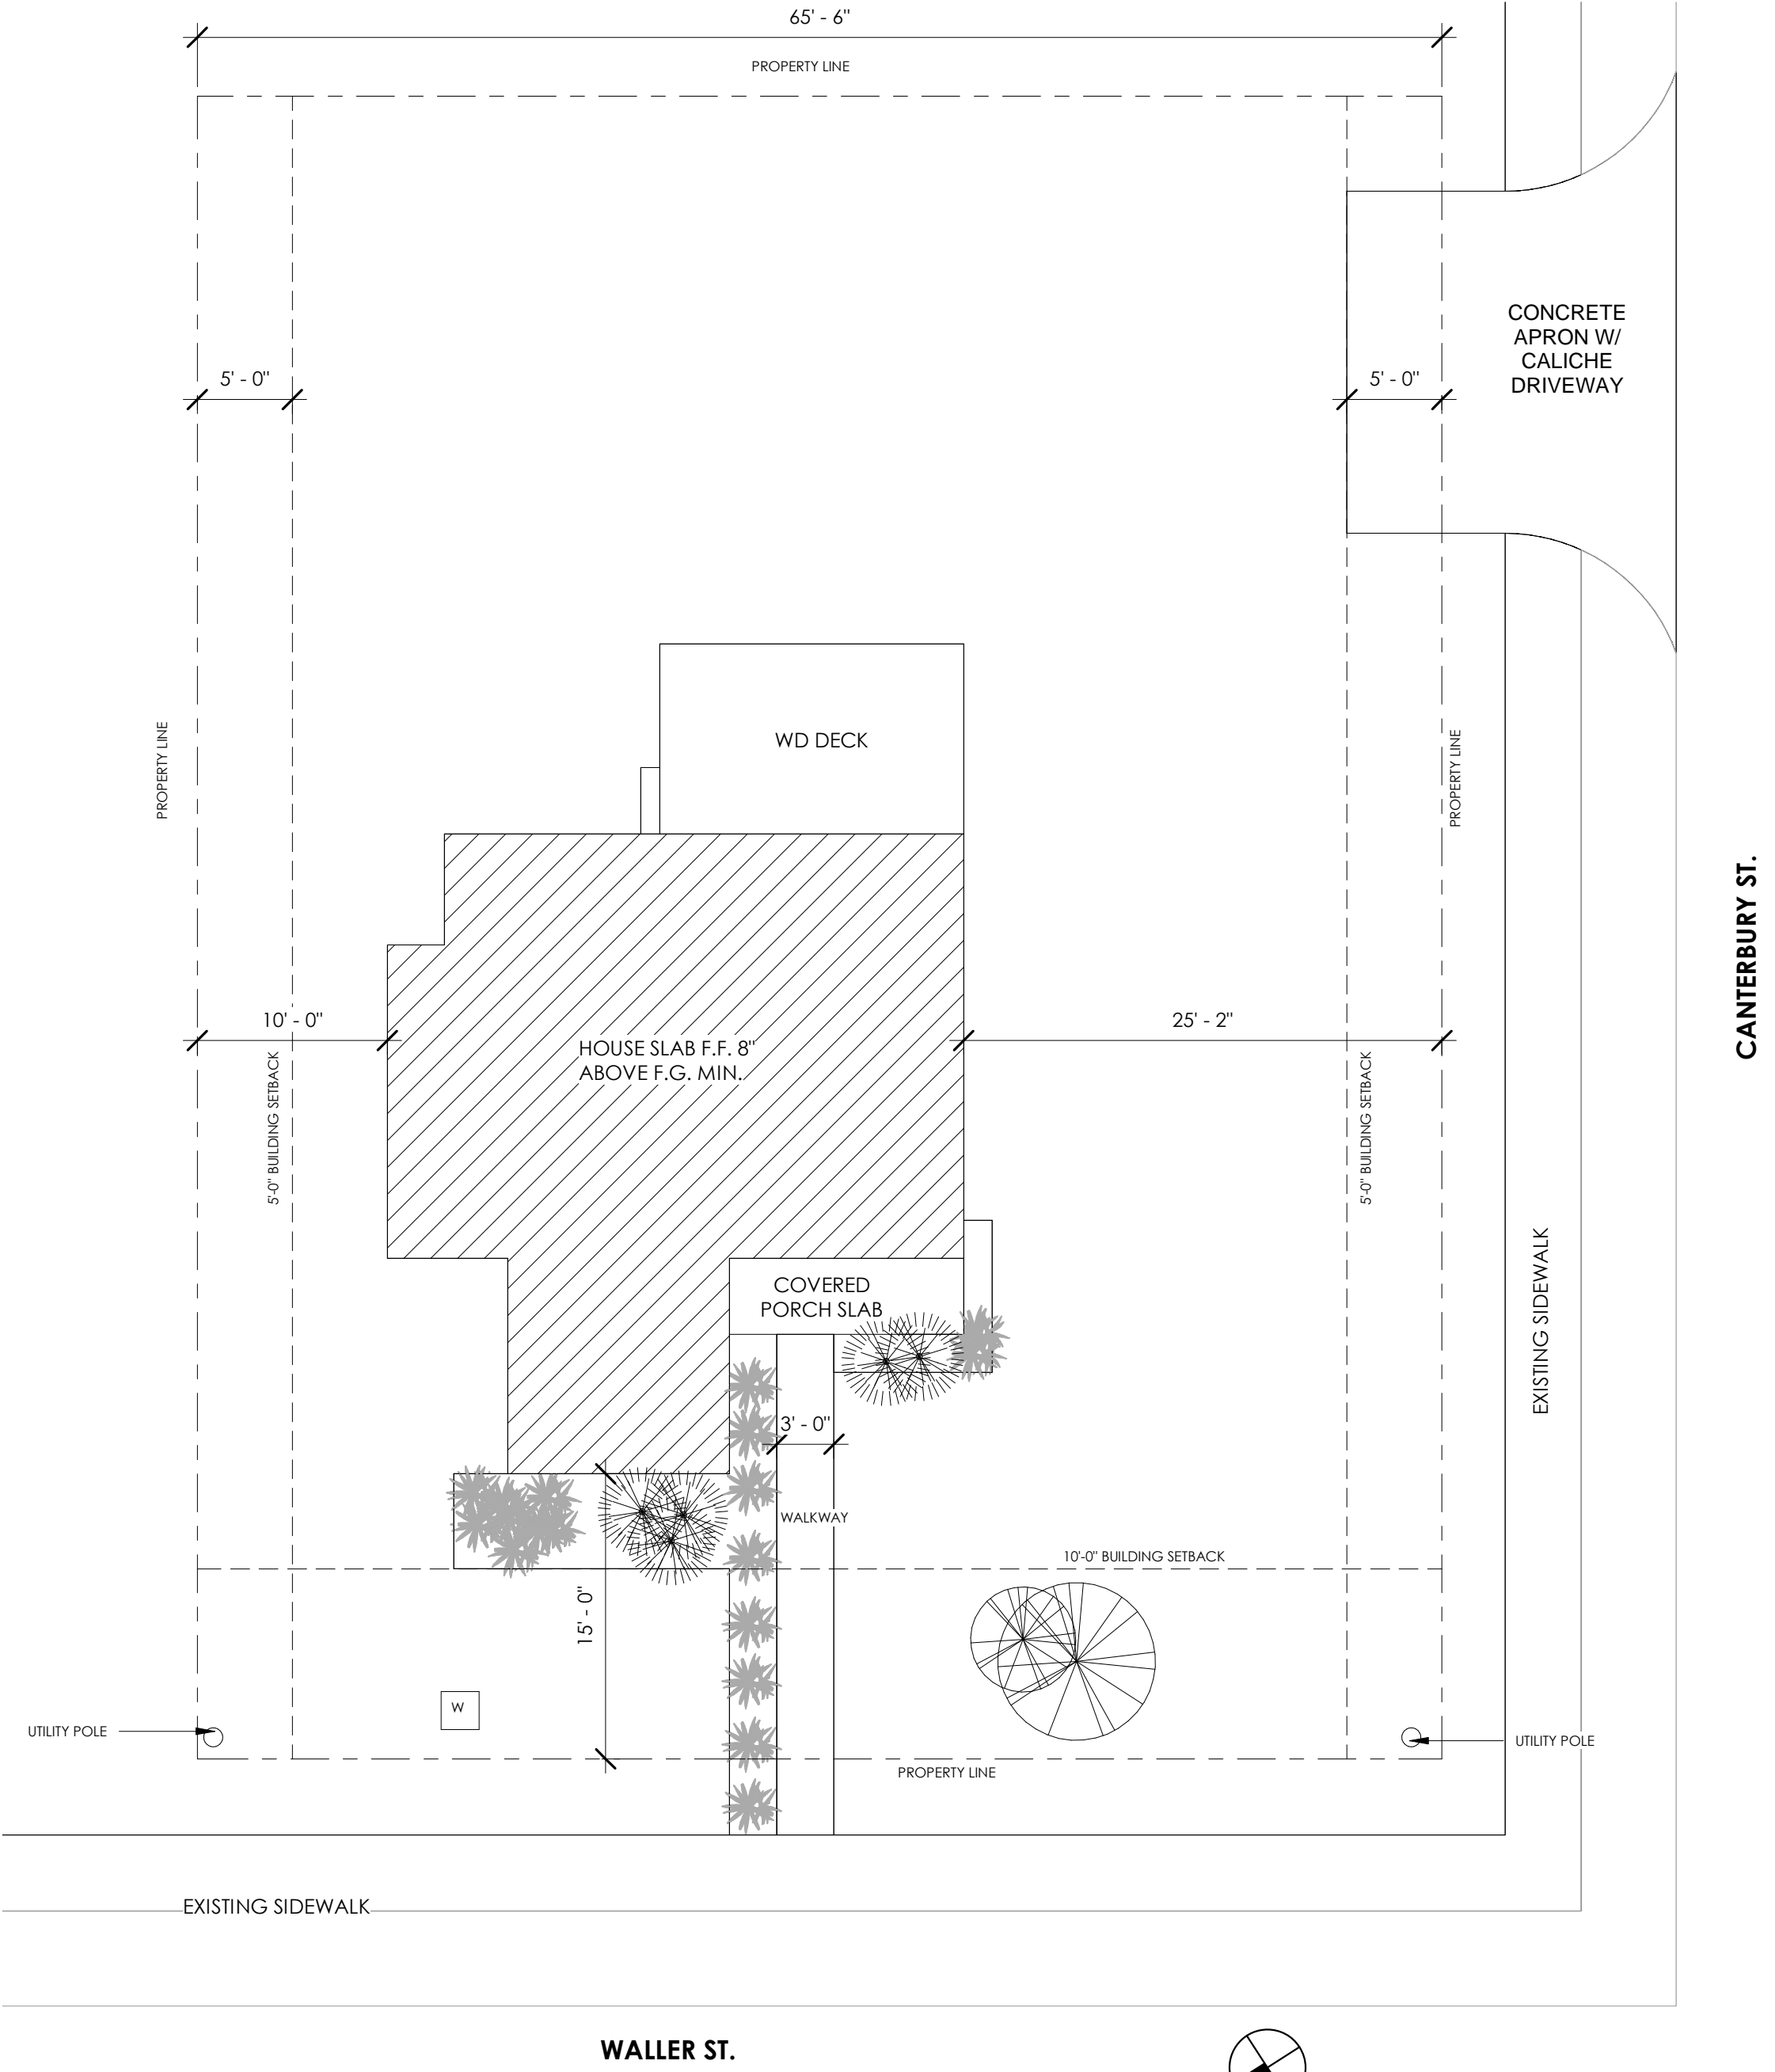 65' - 6"
PROPERTY LINE
CONCRETE
APRON W/
CALICHE
DRIVEWAY
5' - 0"
5' - 0"
PROPERTY LINE
PROPERTY LINE
WD DECK
CANTERBURY ST.
10' - 0"
25' - 2"
HOUSE SLAB F.F. 8"
ABOVE F.G. MIN.
5'-0" BUILDING SETBACK
5'-0" BUILDING SETBACK
COVERED
PORCH SLAB
EXISTING SIDEWALK
3' - 0"
WALKWAY
10'-0" BUILDING SETBACK
15' - 0"
W
UTILITY POLE
UTILITY POLE
PROPERTY LINE
EXISTING SIDEWALK
WALLER ST.